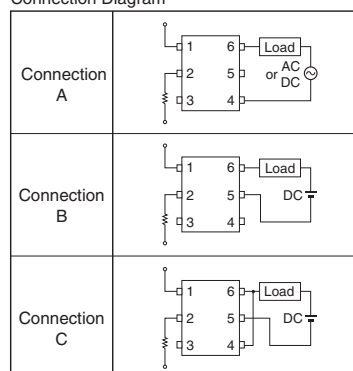 Connection Diagram
Connection
A
1 6 Load
2 5 AC
or DC
3 4
Connection
B
1 6 Load
2 5 DC
3 4
Connection
C
1 6 Load
2 5 DC
3 4